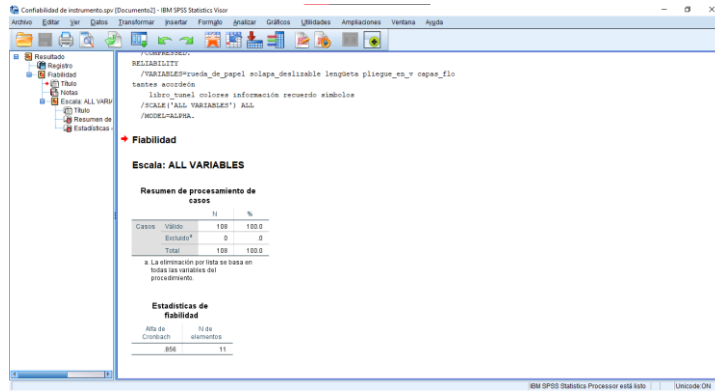 Confiabilidad de instrumento.spv [Documento2] - IBM SPSS Statistics Visor
Archivo Editar Ver Datos Transformar Insertar Formato Analizar Gráficos Utilidades Ampliaciones Ventana Ayuda
Resultado
Registro
Fiabilidad
Título
Notas
Escala: ALL VARIA
Título
Resumen de
Estadísticas
/COMPRESSED.
RELIABILITY
/VARIABLES=rueda_de_papel solapa_deslizable lengüeta pliegue_en_v capas_flo
tantes acordeón
libro_tunel colores información recuerdo simbolos
/SCALE('ALL VARIABLES') ALL
/MODEL=ALPHA.
Fiabilidad
Escala: ALL VARIABLES
Resumen de procesamiento de
casos
N %
Casos Válido 108 100.0
Excluido a 0 .0
Total 108 100.0
a. La eliminación por lista se basa en
todas las variables del
procedimiento.
Estadísticas de
fiabilidad
Alfa de N de
Cronbach elementos
.856 11
IBM SPSS Statistics Processor está listo Unicode:ON